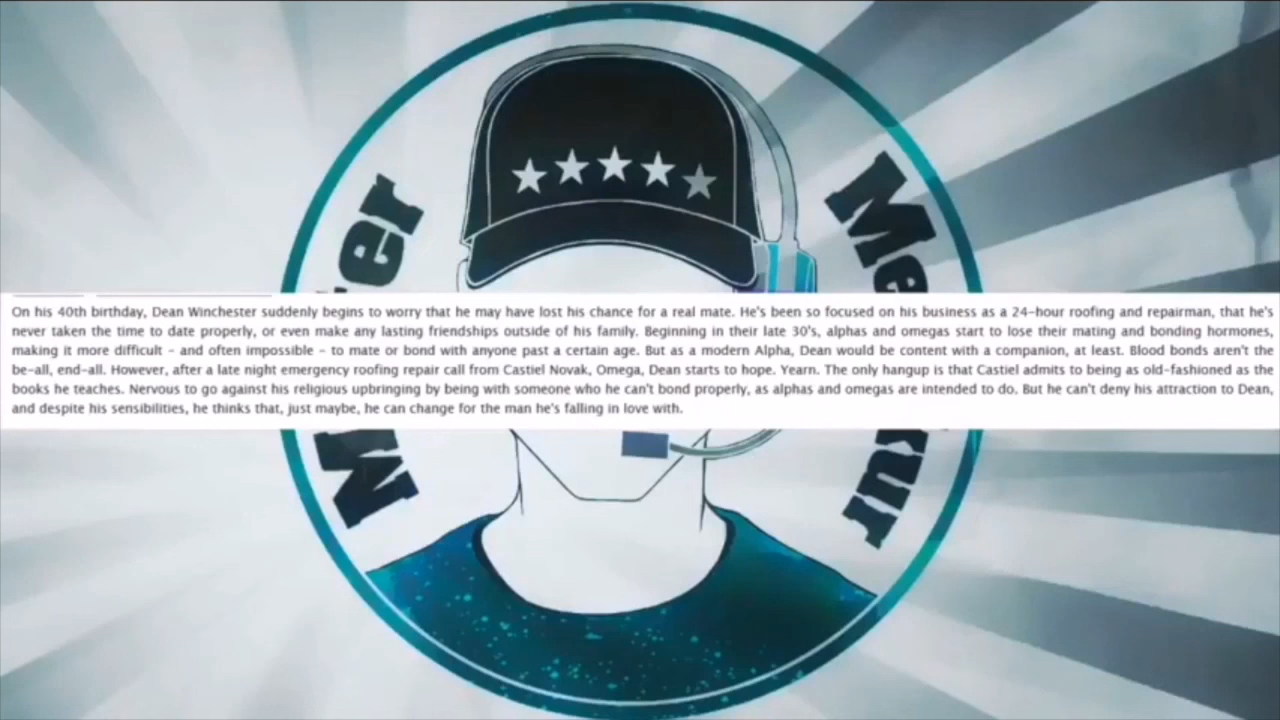 On his 40th birthday, Dean Winchester suddenly begins to worry that he may have lost his chance for a real mate. He's been so focused on his business as a 24-hour roofing and repairman, that he's
never taken the time to date properly, or even make any lasting friendships outside of his family. Beginning in their late 30's, alphas and omegas start to lose their mating and bonding hormones,
making it more difficult - and often impossible - to mate or bond with anyone past a certain age. But as a modern Alpha, Dean would be content with a companion, at least. Blood bonds aren't the
be-all, end-all. However, after a late night emergency roofing repair call from Castiel Novak, Omega, Dean starts to hope. Yearn. The only hangup is that Castiel admits to being as old-fashioned as the
books he teaches. Nervous to go against his religious upbringing by being with someone who he can't bond properly, as alphas and omegas are intended to do. But he can't deny his attraction to Dean,
and despite his sensibilities, he thinks that, just maybe, he can change for the man he's falling in love with.